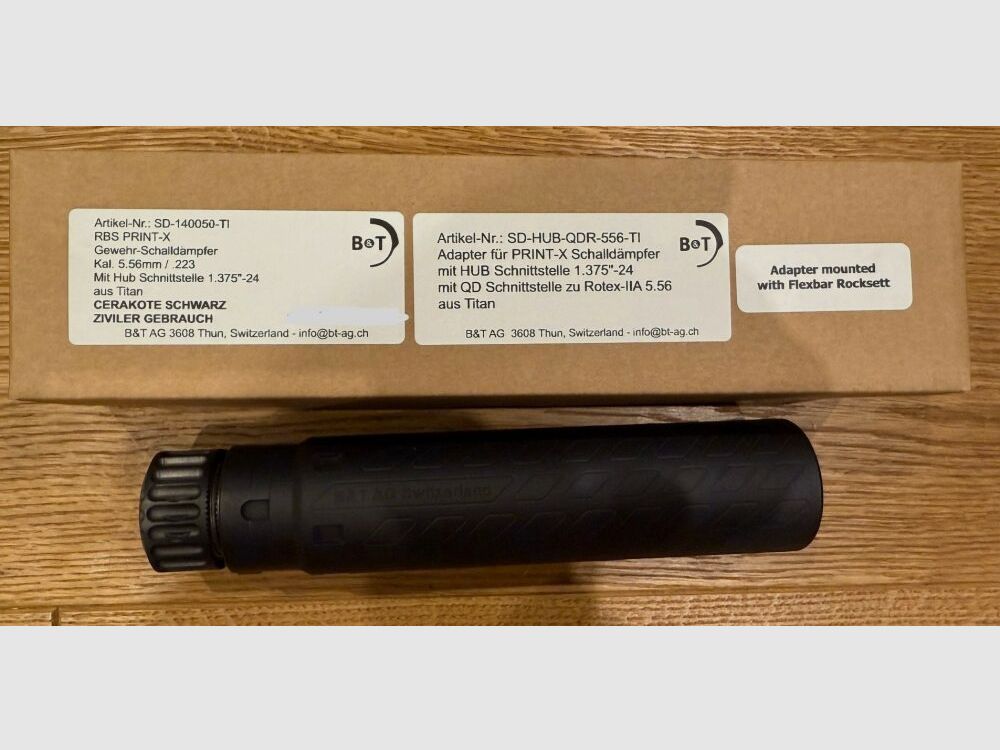 Artikel-Nr.: SD-140050-TI
RBS PRINT-X
Gewehr-Schalldämpfer
Kal. 5.56mm / .223
Mit Hub Schnittstelle 1.375"-24
aus Titan
CERAKOTE SCHWARZ
ZIVILER GEBRAUCH
B&T AG 3608 Thun, Switzerland - info@bt-ag.ch
B&T
Artikel-Nr.: SD-HUB-QDR-556-TI
Adapter für PRINT-X Schalldämpfer
mit HUB Schnittstelle 1.375"-24
mit QD Schnittstelle zu Rotex-IIA 5.56
aus Titan
B&T AG 3608 Thun, Switzerland - info@bt-ag.ch
B&T
Adapter mounted
with Flexbar Rocksett
B&T AG Switzerland